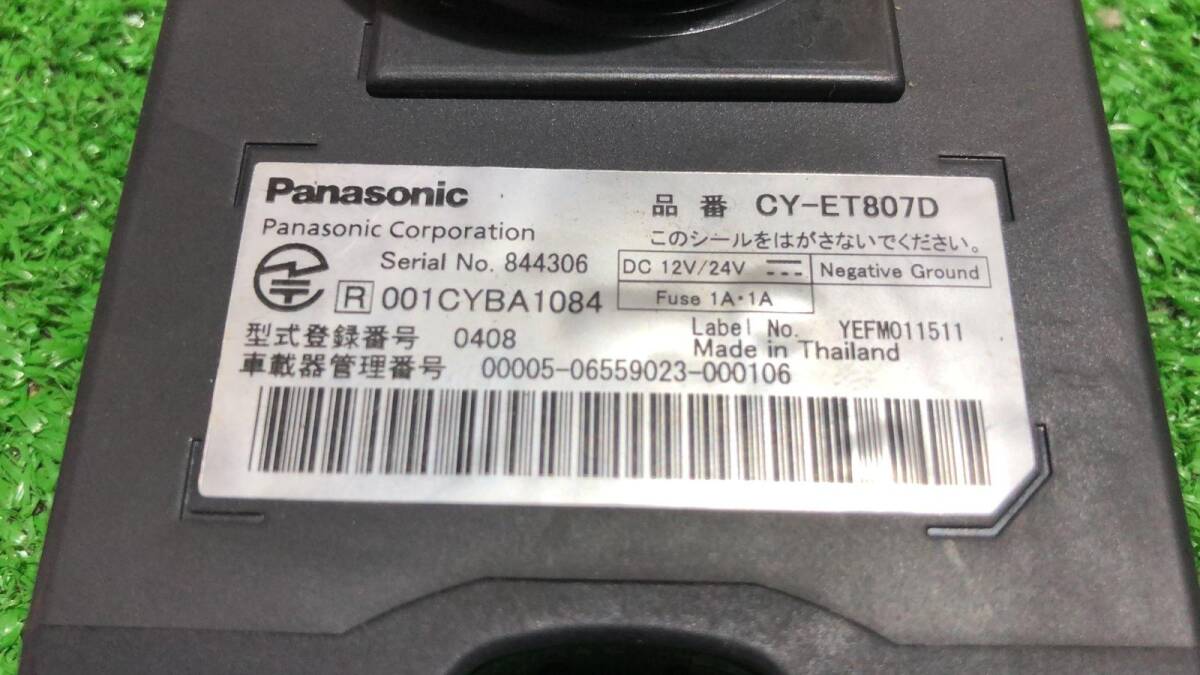 Panasonic
品番 CY-ET807D
Panasonic Corporation
このシールをはがさないでください。
Serial No. 844306
DC 12V/24V
Negative Ground
R 001CYBA1084
Fuse 1A・1A
型式登録番号 0408
Label No. YEFM011511
Made in Thailand
車載器管理番号 00005-06559023-000106